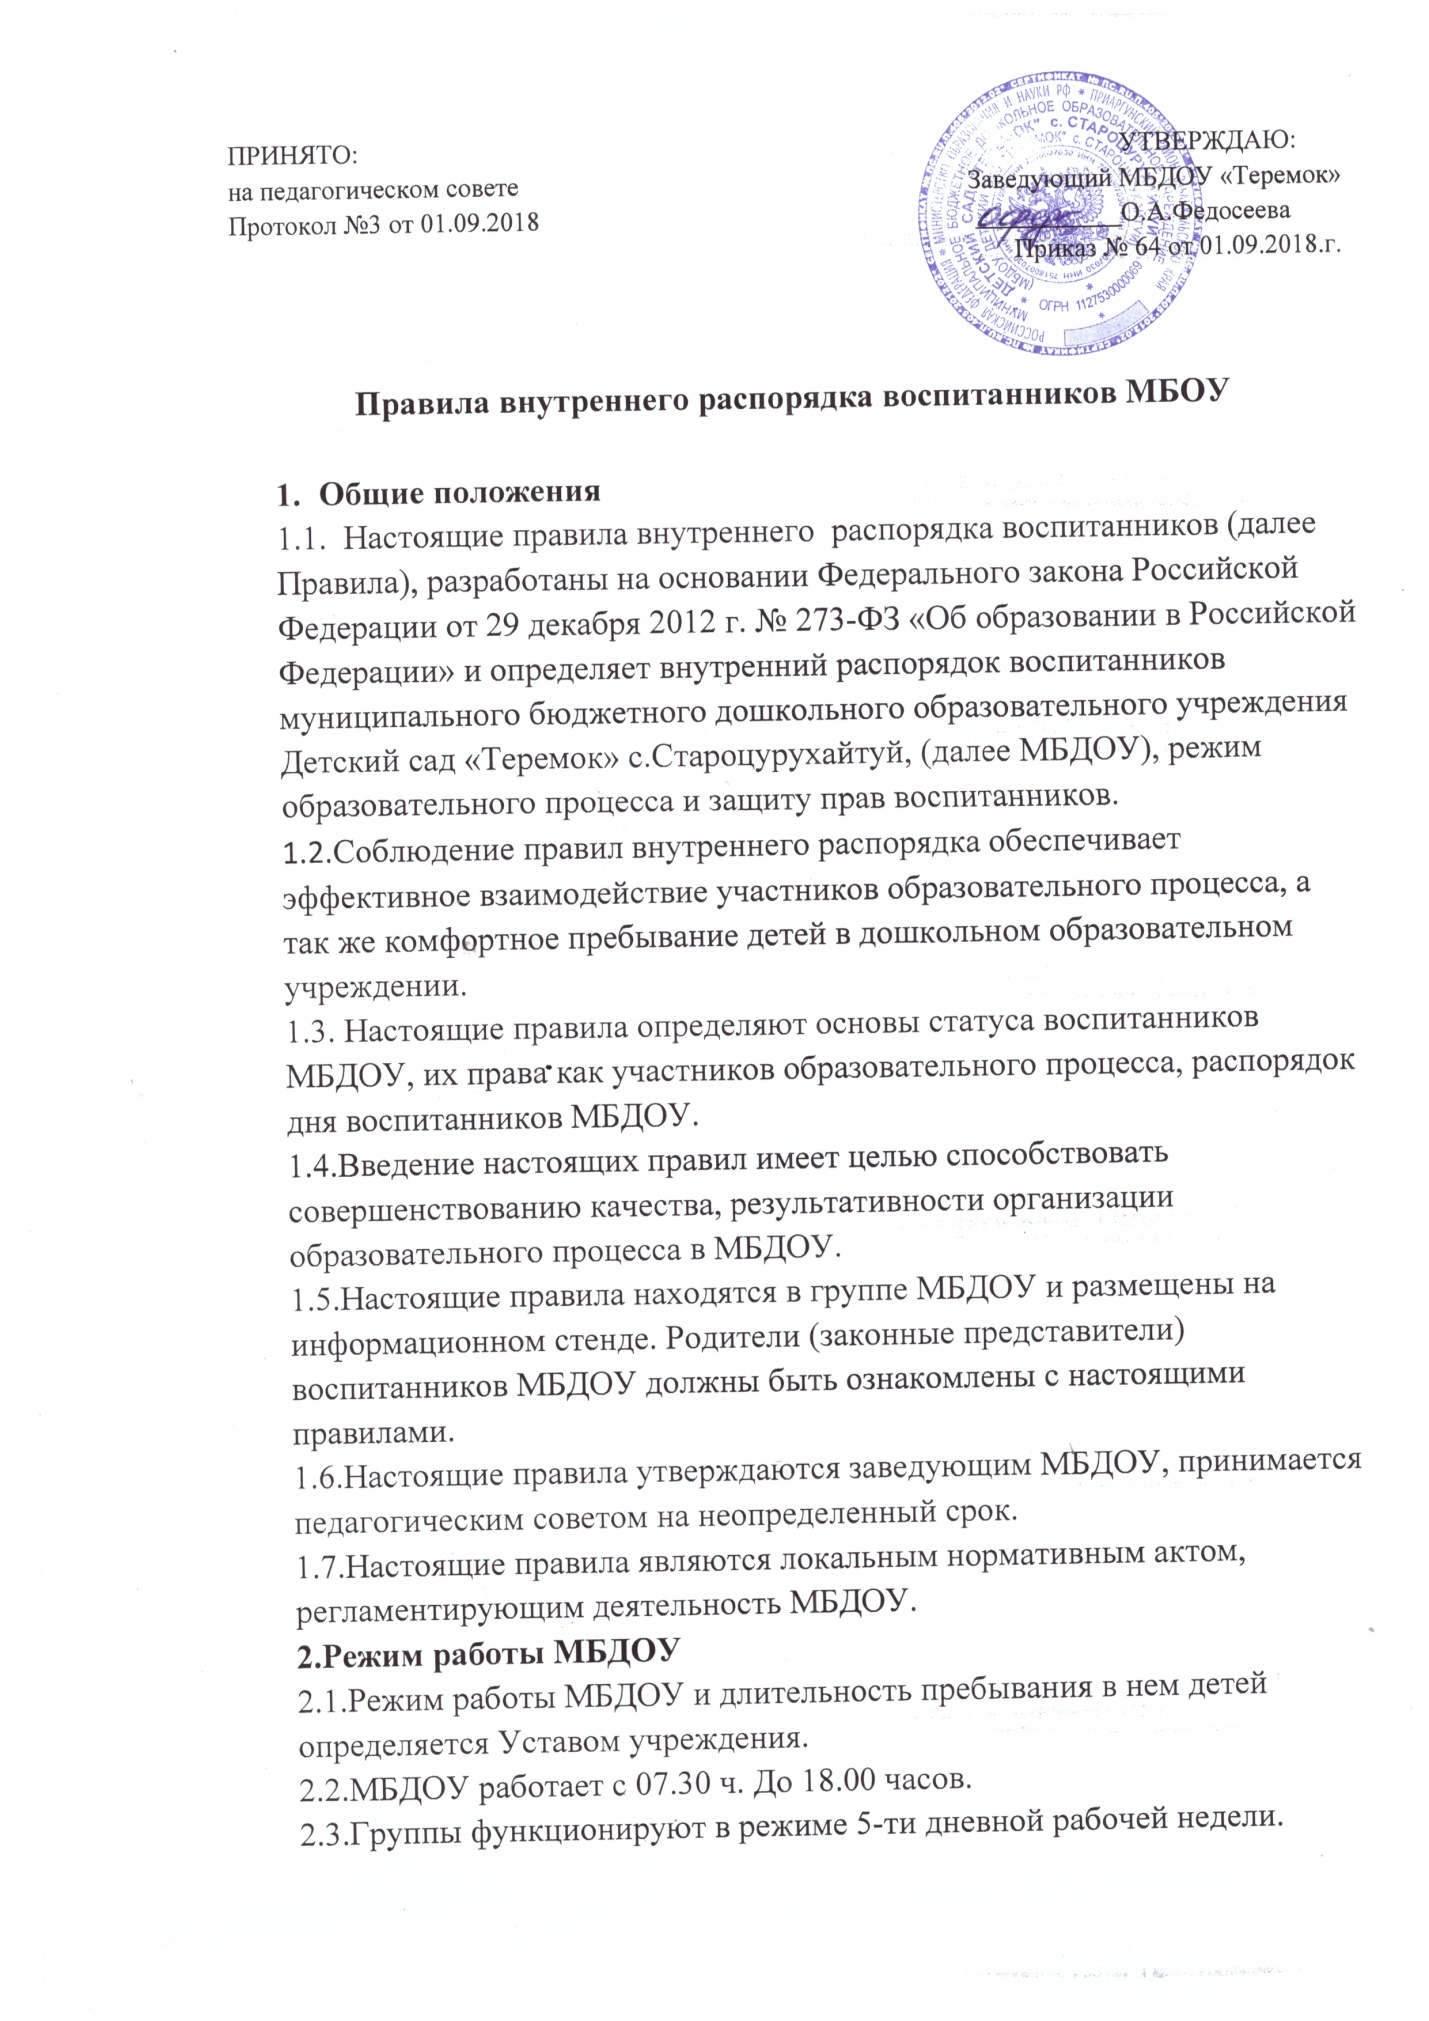 ПРИНЯТО:
на педагогическом совете
Протокол №3 от 01.09.2018
УТВЕРЖДАЮ:
Заведующий МБДОУ «Теремок»
О.А.Федосеева
Приказ № 64 от 01.09.2018.г.
ОГРН 1127530000069
Правила внутреннего распорядка воспитанников МБОУ
1. Общие положения
1.1. Настоящие правила внутреннего распорядка воспитанников (далее
Правила), разработаны на основании Федерального закона Российской
Федерации от 29 декабря 2012 г. № 273-ФЗ «Об образовании в Российской
Федерации» и определяет внутренний распорядок воспитанников
муниципального бюджетного дошкольного образовательного учреждения
Детский сад «Теремок» с.Староцурухайтуй, (далее МБДОУ), режим
образовательного процесса и защиту прав воспитанников.
1.2.Соблюдение правил внутреннего распорядка обеспечивает
эффективное взаимодействие участников образовательного процесса, а
так же комфортное пребывание детей в дошкольном образовательном
учреждении.
1.3. Настоящие правила определяют основы статуса воспитанников
МБДОУ, их права как участников образовательного процесса, распорядок
дня воспитанников МБДОУ.
1.4.Введение настоящих правил имеет целью способствовать
совершенствованию качества, результативности организации
образовательного процесса в МБДОУ.
1.5.Настоящие правила находятся в группе МБДОУ и размещены на
информационном стенде. Родители (законные представители)
воспитанников МБДОУ должны быть ознакомлены с настоящими
правилами.
1.6.Настоящие правила утверждаются заведующим МБДОУ, принимается
педагогическим советом на неопределенный срок.
1.7.Настоящие правила являются локальным нормативным актом,
регламентирующим деятельность МБДОУ.
2.Режим работы МБДОУ
2.1.Режим работы МБДОУ и длительность пребывания в нем детей
определяется Уставом учреждения.
2.2.МБДОУ работает с 07.30 ч. До 18.00 часов.
2.3.Группы функционируют в режиме 5-ти дневной рабочей недели.